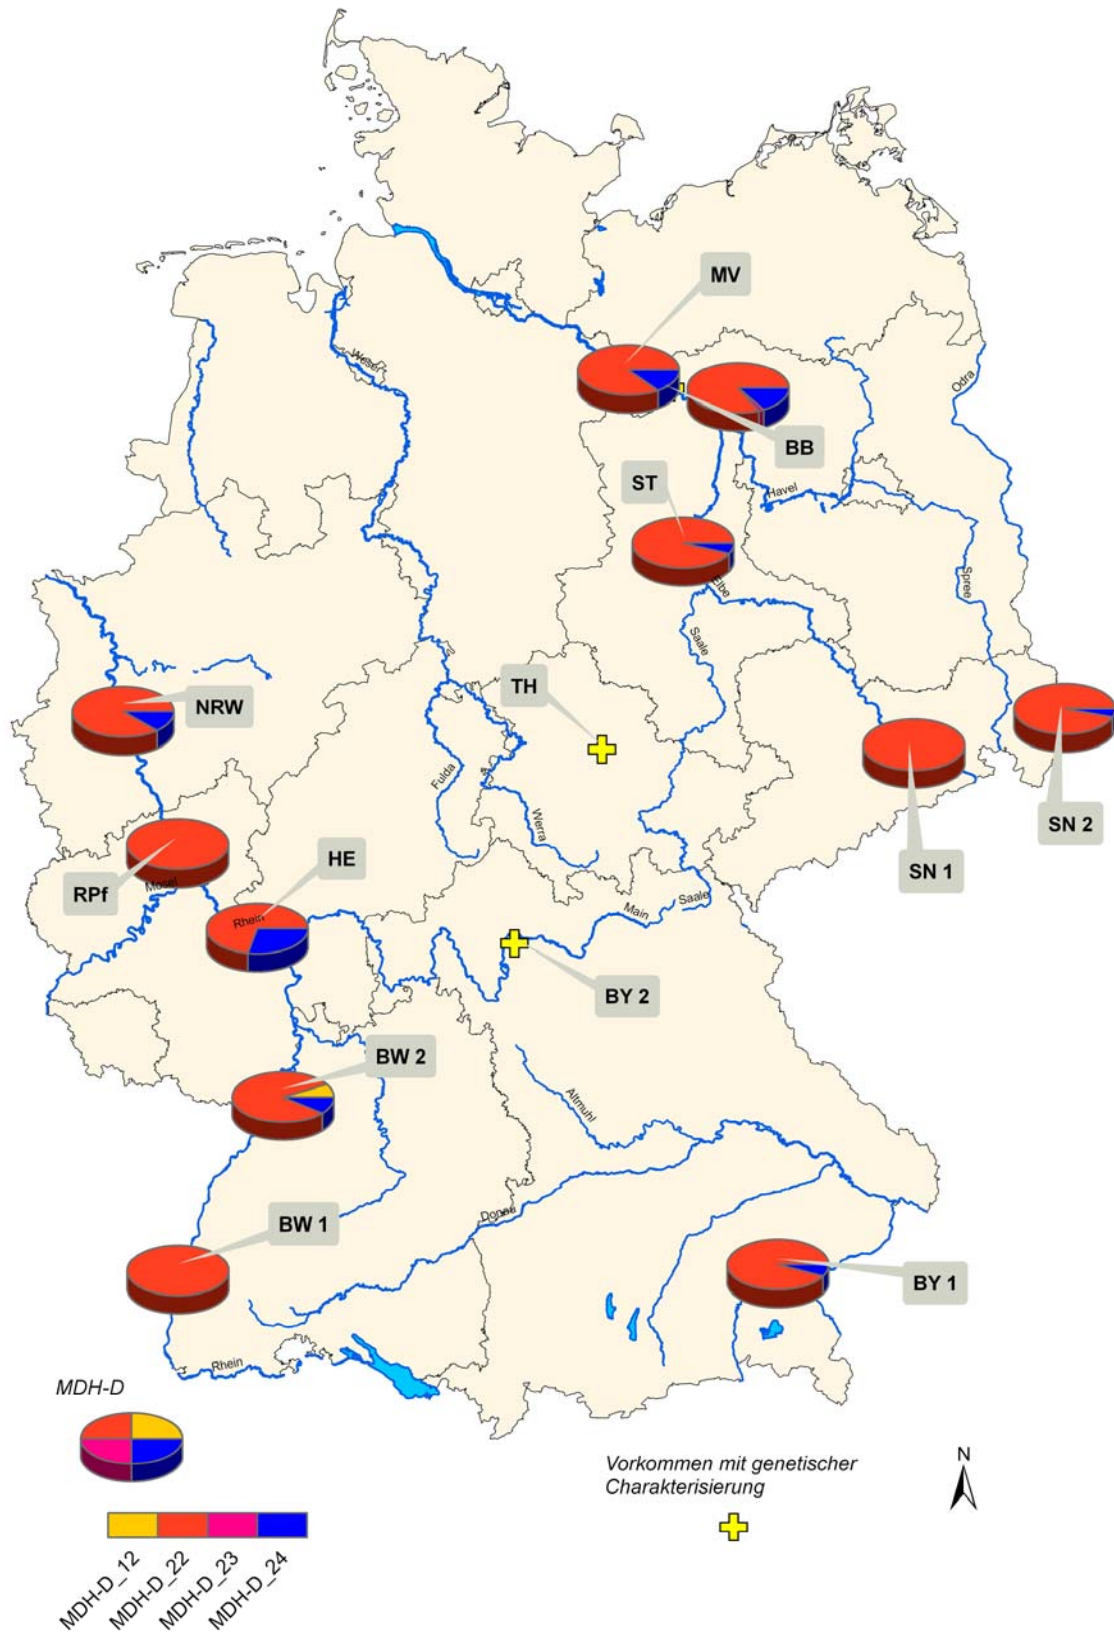 MV
Weser
Odra
BB
ST
Havel
Elbe
Spree
Saale
TH
NRW
Fulda
Werra
SN 2
SN 1
HE
RPf
Mosel
Rhein
Main
Saale
BY 2
BW 2
Altmuhl
Donau
BW 1
BY 1
Rhein
MDH-D
Vorkommen mit genetischer
Charakterisierung
N
MDH-D_12
MDH-D_22
MDH-D_23
MDH-D_24